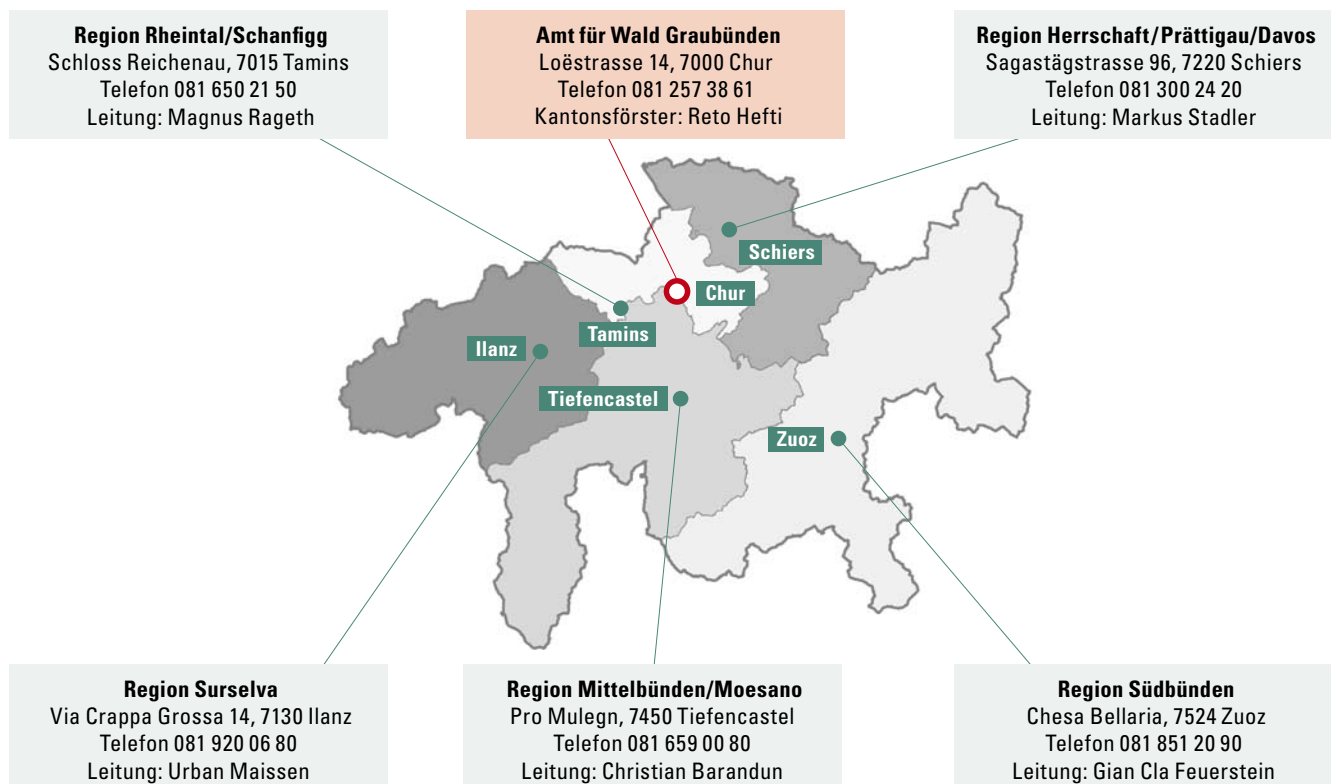 Region Rheintal/Schanfigg
Schloss Reichenau, 7015 Tamins
Telefon 081 650 21 50
Leitung: Magnus Rageth
Amt für Wald Graubünden
Loëstrasse 14, 7000 Chur
Telefon 081 257 38 61
Kantonsförster: Reto Hefti
Region Herrschaft/Prättigau/Davos
Sagastägstrasse 96, 7220 Schiers
Telefon 081 300 24 20
Leitung: Markus Stadler
Schiers
Chur
Tamins
Ilanz
Tiefencastel
Zuoz
Region Surselva
Via Crappa Grossa 14, 7130 Ilanz
Telefon 081 920 06 80
Leitung: Urban Maissen
Region Mittelbünden/Moesano
Pro Mulegn, 7450 Tiefencastel
Telefon 081 659 00 80
Leitung: Christian Barandun
Region Südbünden
Chesa Bellaria, 7524 Zuoz
Telefon 081 851 20 90
Leitung: Gian Cla Feuerstein